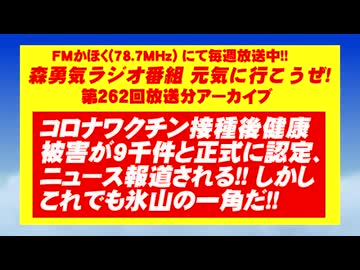 FMかほく(78.7MHz) にて毎週放送中!!
森勇気ラジオ番組 元気に行こうぜ!
第262回放送分アーカイブ
コロナワクチン接種後健康
被害が9千件と正式に認定、
ニュース報道される!! しかし
これでも氷山の一角だ!!